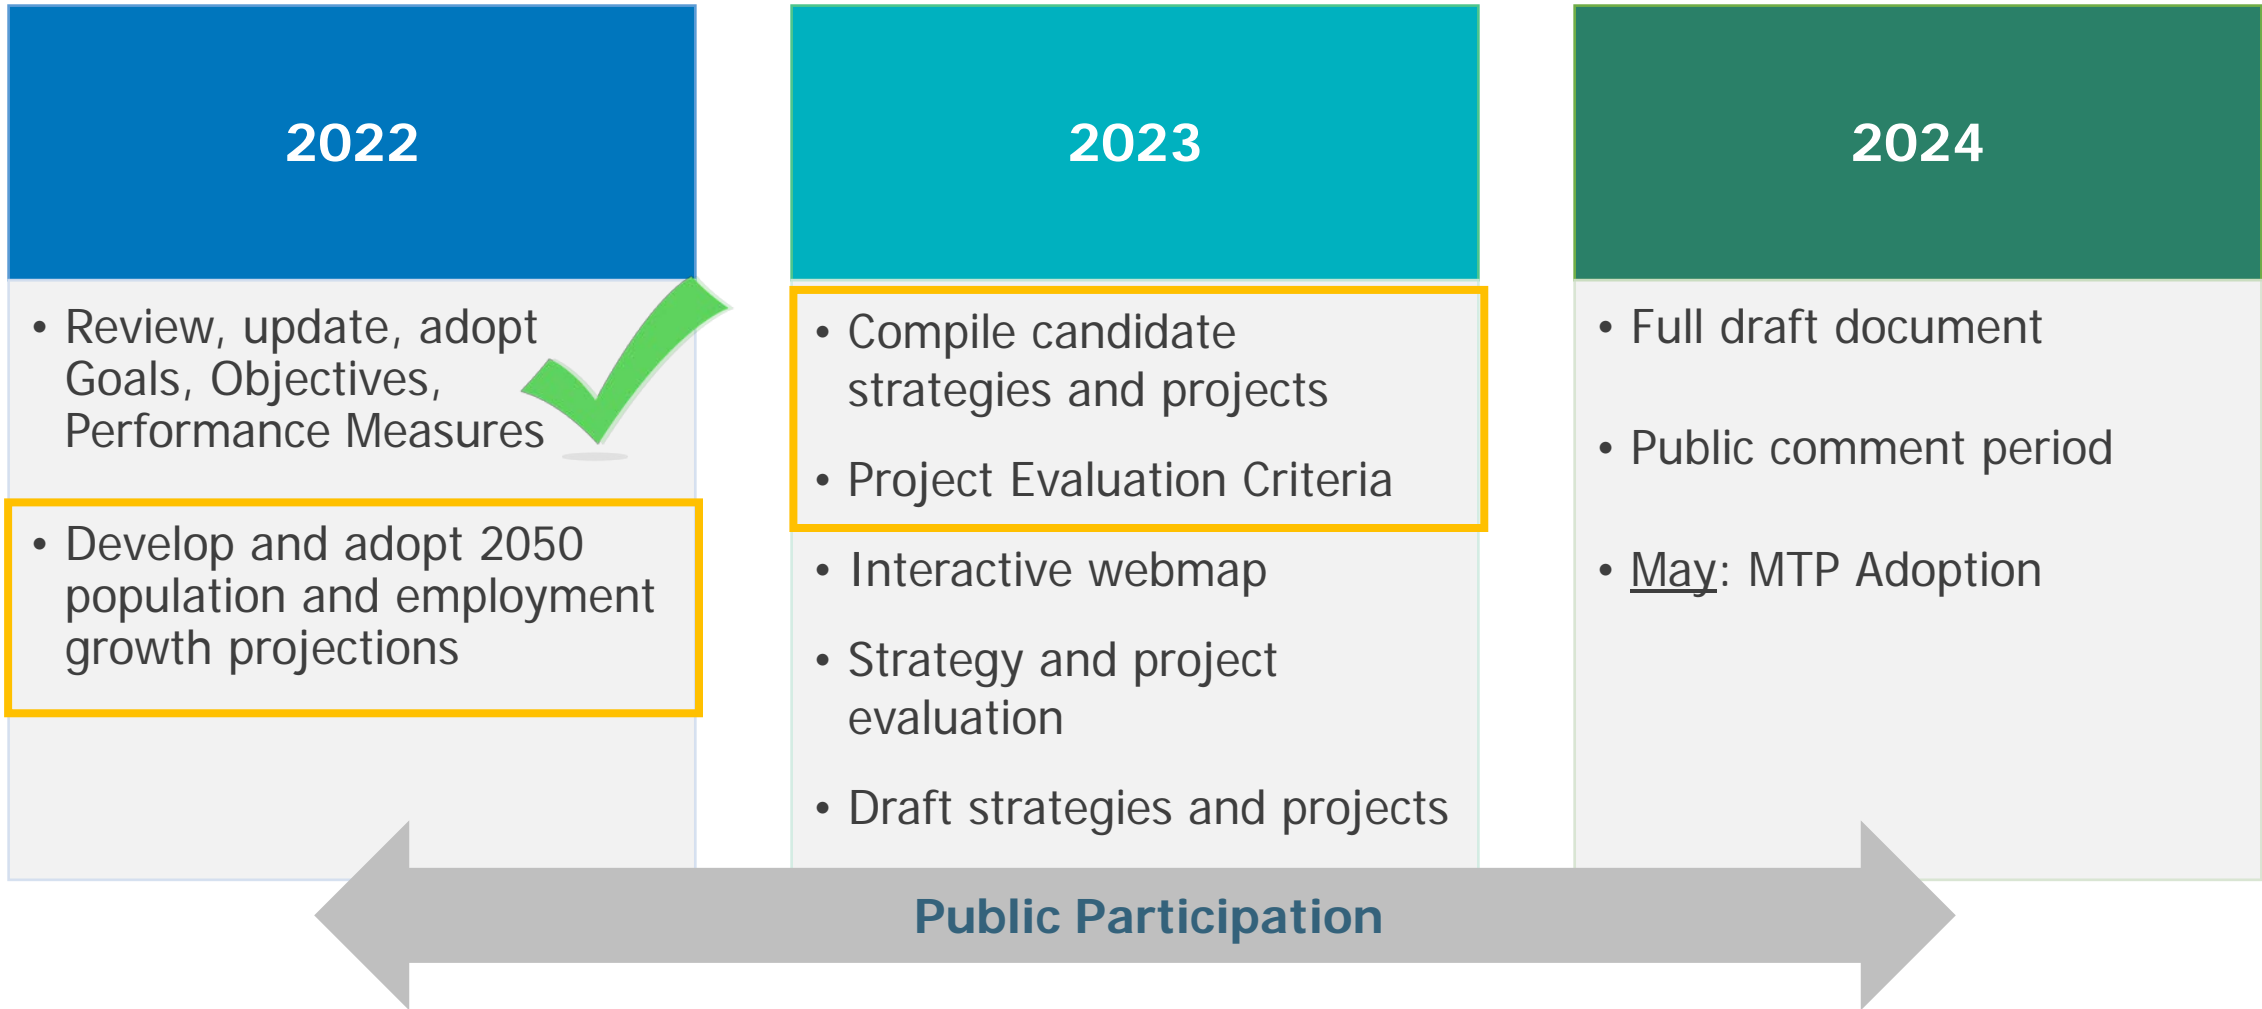 2022
• Review, update, adopt
Goals, Objectives,
Performance Measures
• Develop and adopt 2050
population and employment
growth projections
2023
• Compile candidate
strategies and projects
• Project Evaluation Criteria
• Interactive webmap
• Strategy and project
evaluation
• Draft strategies and projects
2024
• Full draft document
• Public comment period
• May: MTP Adoption
Public Participation